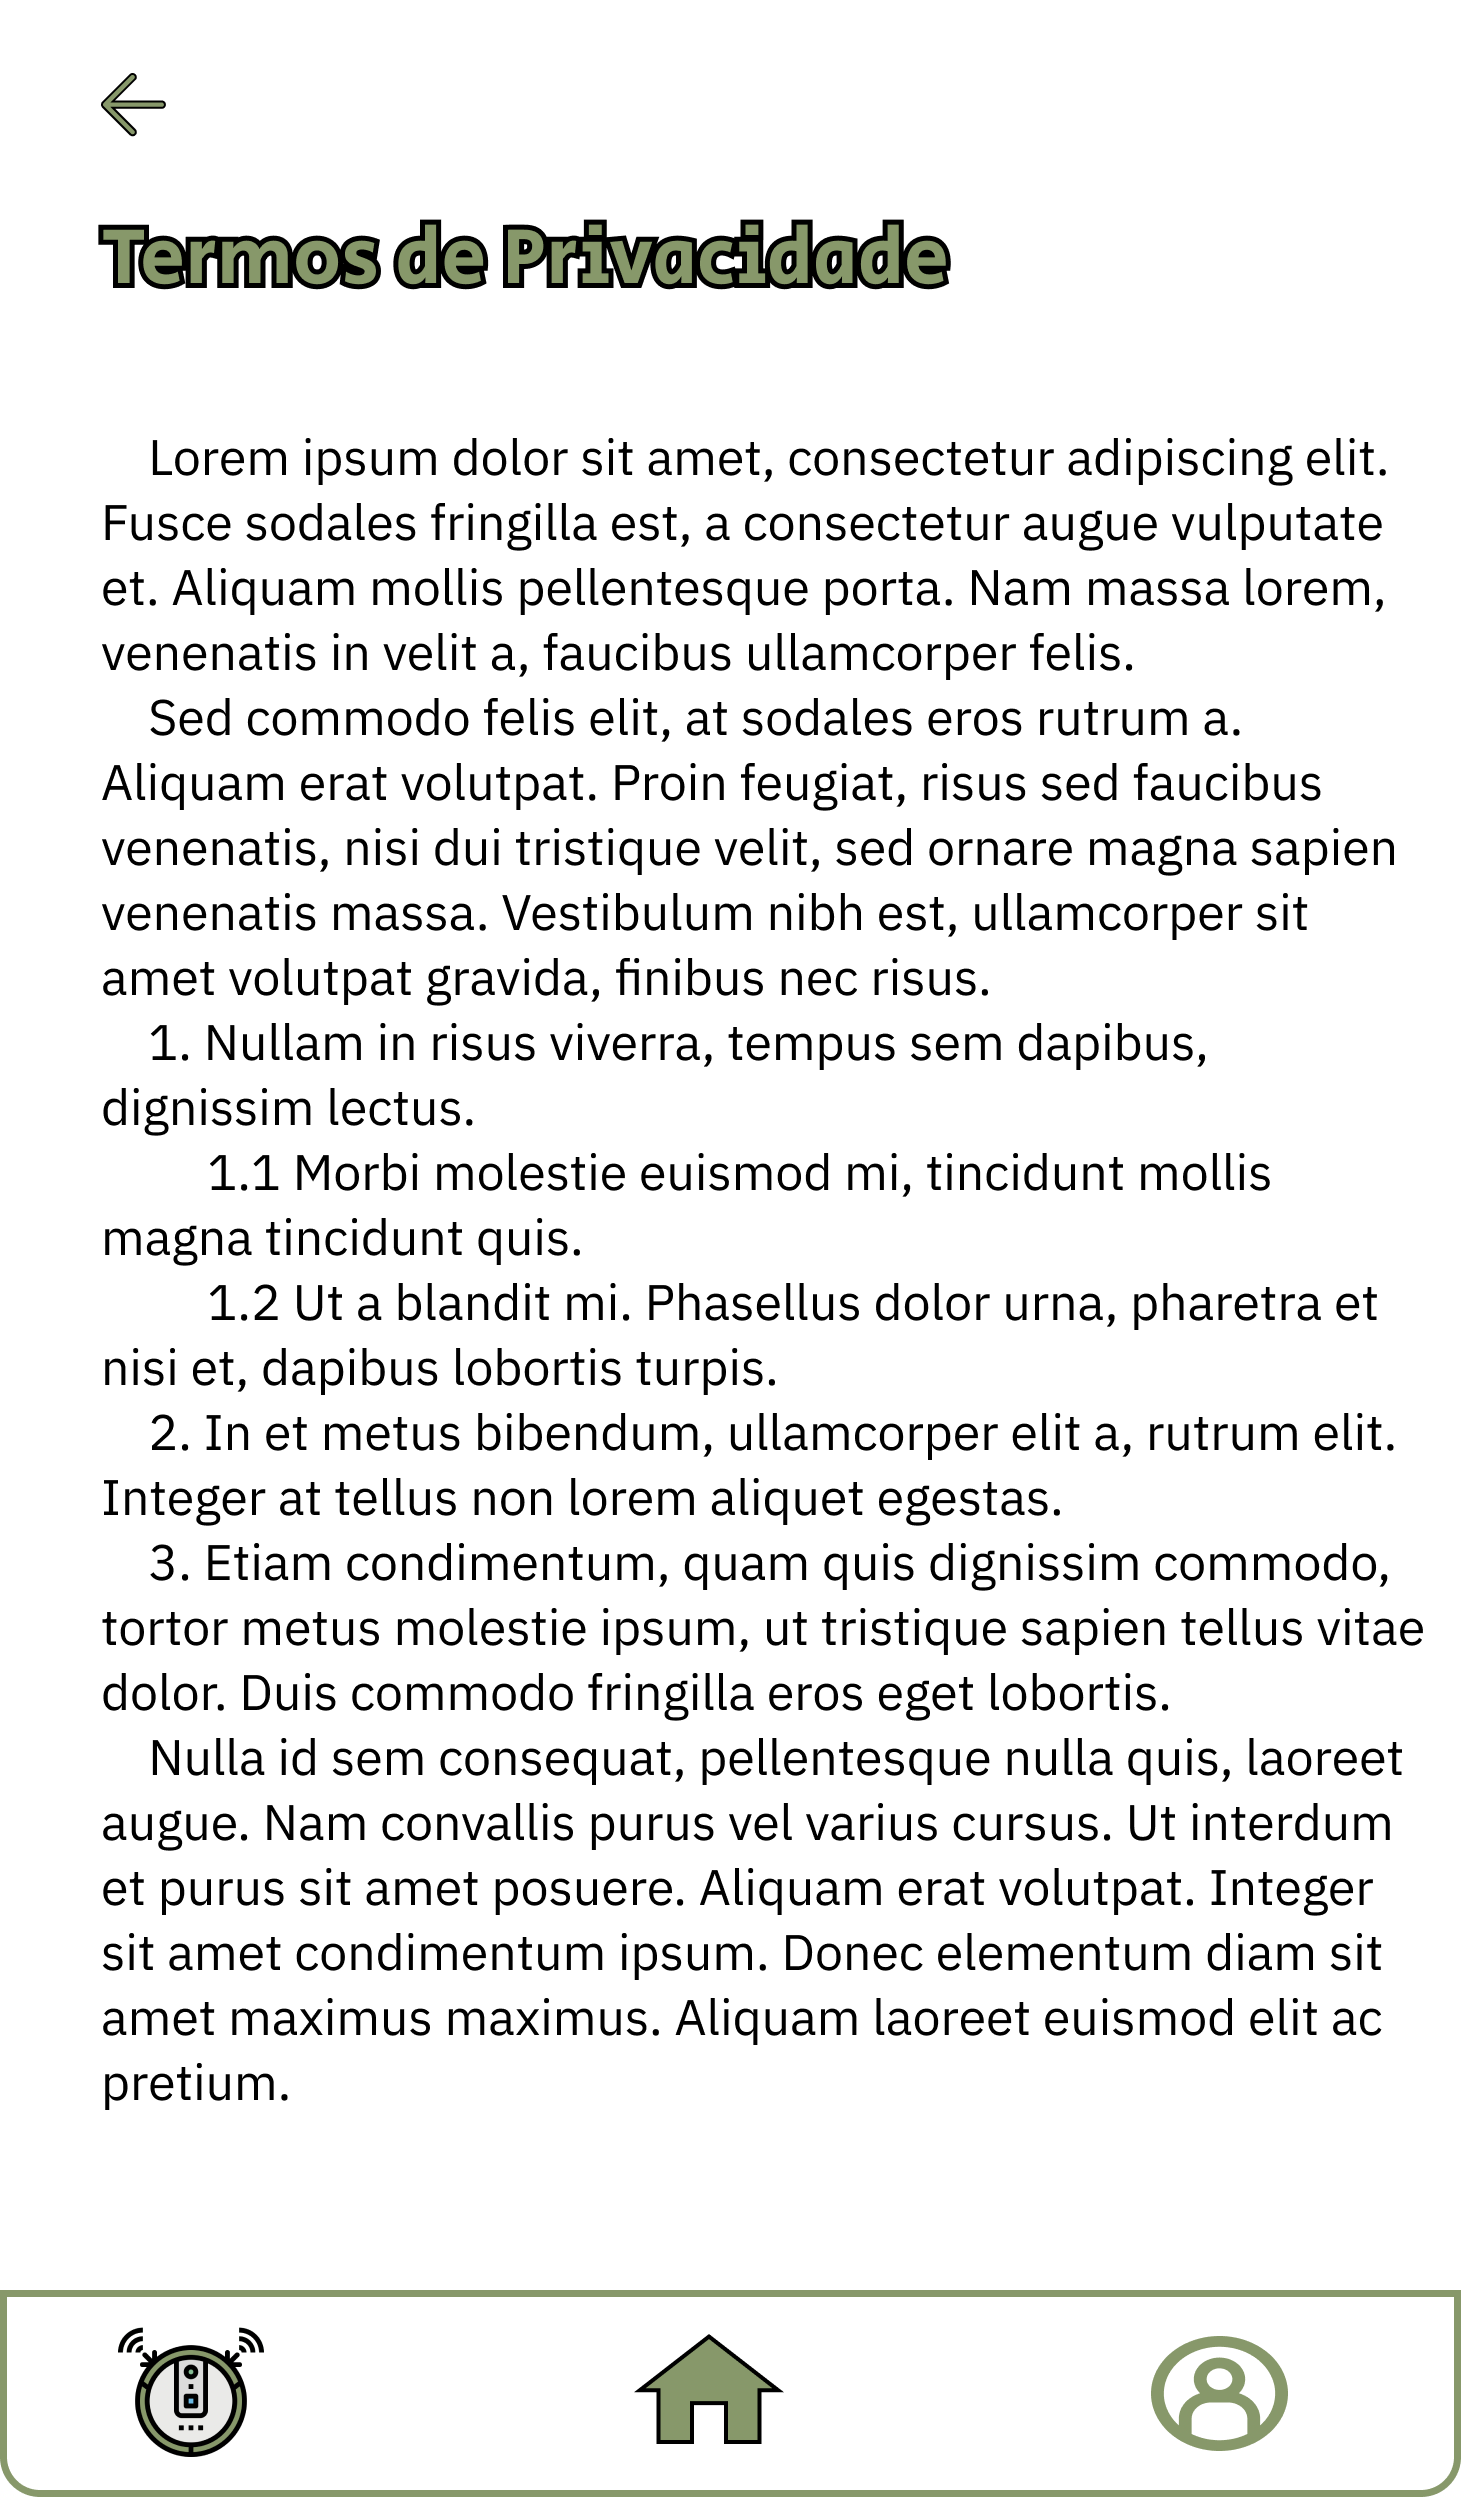 Termos de Privacidade
Lorem ipsum dolor sit amet, consectetur adipiscing elit.
Fusce sodales fringilla est, a consectetur augue vulputate
et. Aliquam mollis pellentesque porta. Nam massa lorem,
venenatis in velit a, faucibus ullamcorper felis.
Sed commodo felis elit, at sodales eros rutrum a.
Aliquam erat volutpat. Proin feugiat, risus sed faucibus
venenatis, nisi dui tristique velit, sed ornare magna sapien
venenatis massa. Vestibulum nibh est, ullamcorper sit
amet volutpat gravida, finibus nec risus.
1. Nullam in risus viverra, tempus sem dapibus,
dignissim lectus.
1.1 Morbi molestie euismod mi, tincidunt mollis
magna tincidunt quis.
1.2 Ut a blandit mi. Phasellus dolor urna, pharetra et
nisi et, dapibus lobortis turpis.
2. In et metus bibendum, ullamcorper elit a, rutrum elit.
Integer at tellus non lorem aliquet egestas.
3. Etiam condimentum, quam quis dignissim commodo,
tortor metus molestie ipsum, ut tristique sapien tellus vitae
dolor. Duis commodo fringilla eros eget lobortis.
Nulla id sem consequat, pellentesque nulla quis, laoreet
augue. Nam convallis purus vel varius cursus. Ut interdum
et purus sit amet posuere. Aliquam erat volutpat. Integer
sit amet condimentum ipsum. Donec elementum diam sit
amet maximus maximus. Aliquam laoreet euismod elit ac
pretium.